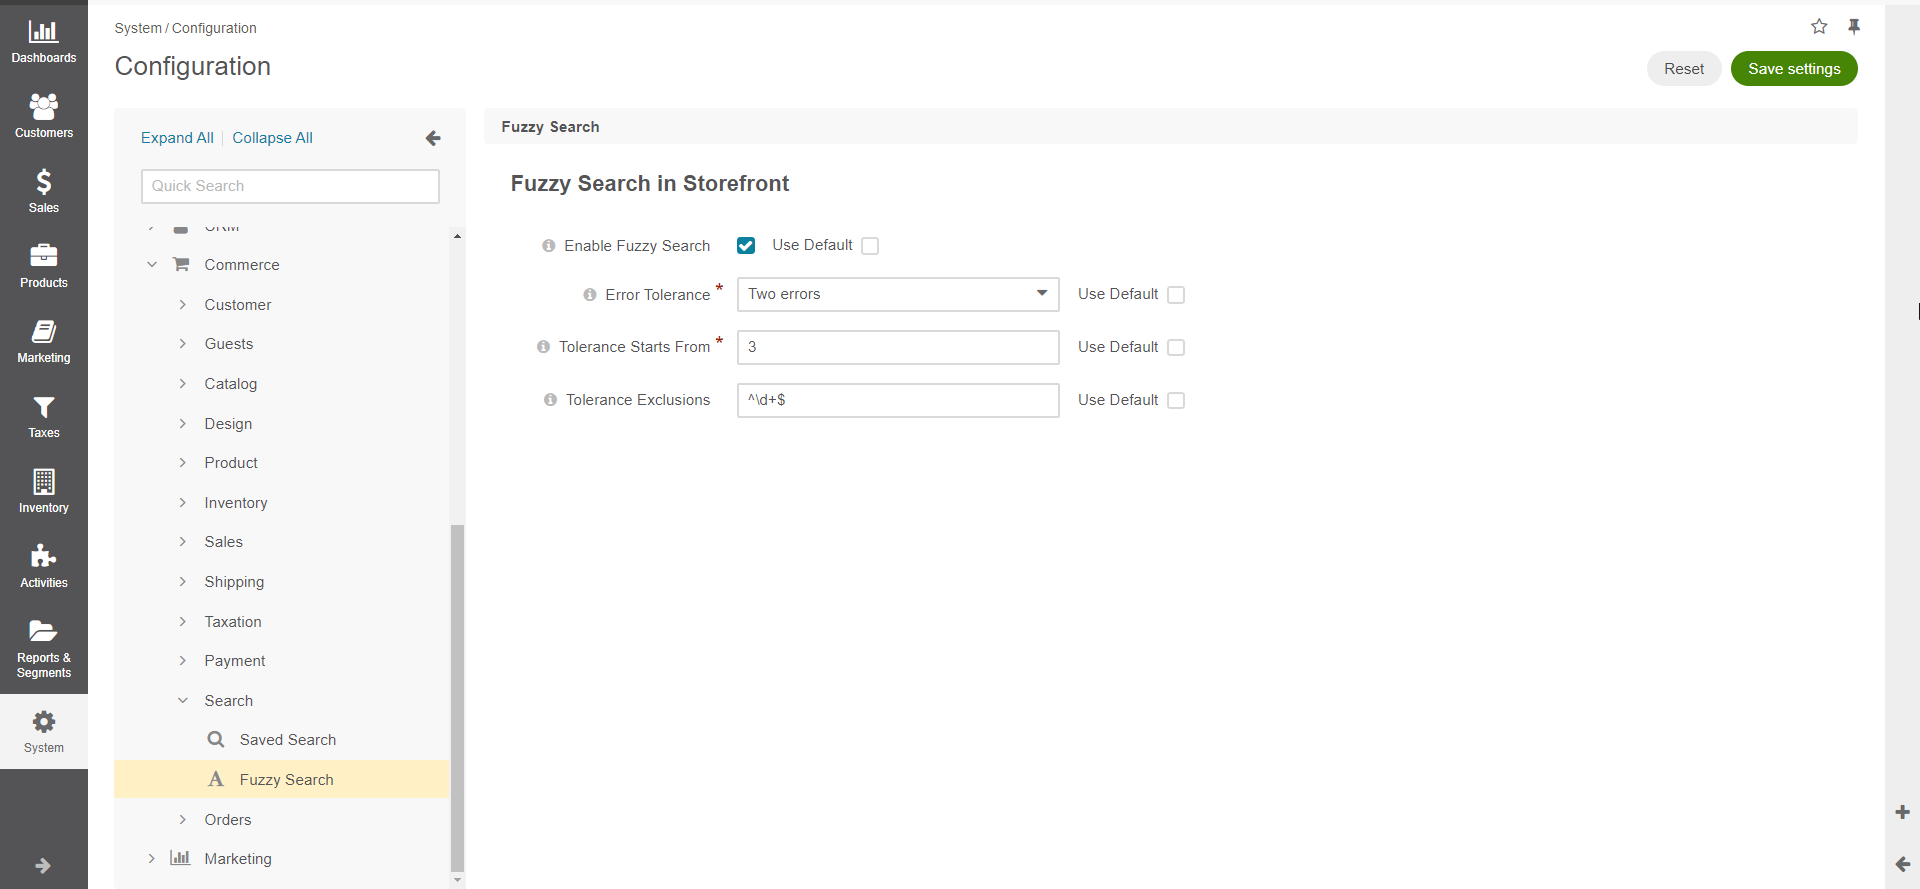 Dashboards
Customers
Sales
Products
Marketing
Taxes
Inventory
Activities
Reports &
Segments
System
System / Configuration
Configuration
Reset
Save settings
Expand All
Collapse All
Quick Search
CRM
Commerce
Customer
Guests
Catalog
Design
Product
Inventory
Sales
Shipping
Taxation
Payment
Search
Saved Search
Fuzzy Search
Orders
Marketing
Fuzzy Search
Fuzzy Search in Storefront
Enable Fuzzy Search Use Default
Error Tolerance * Two errors Use Default
Tolerance Starts From * 3 Use Default
Tolerance Exclusions ^\d+$ Use Default